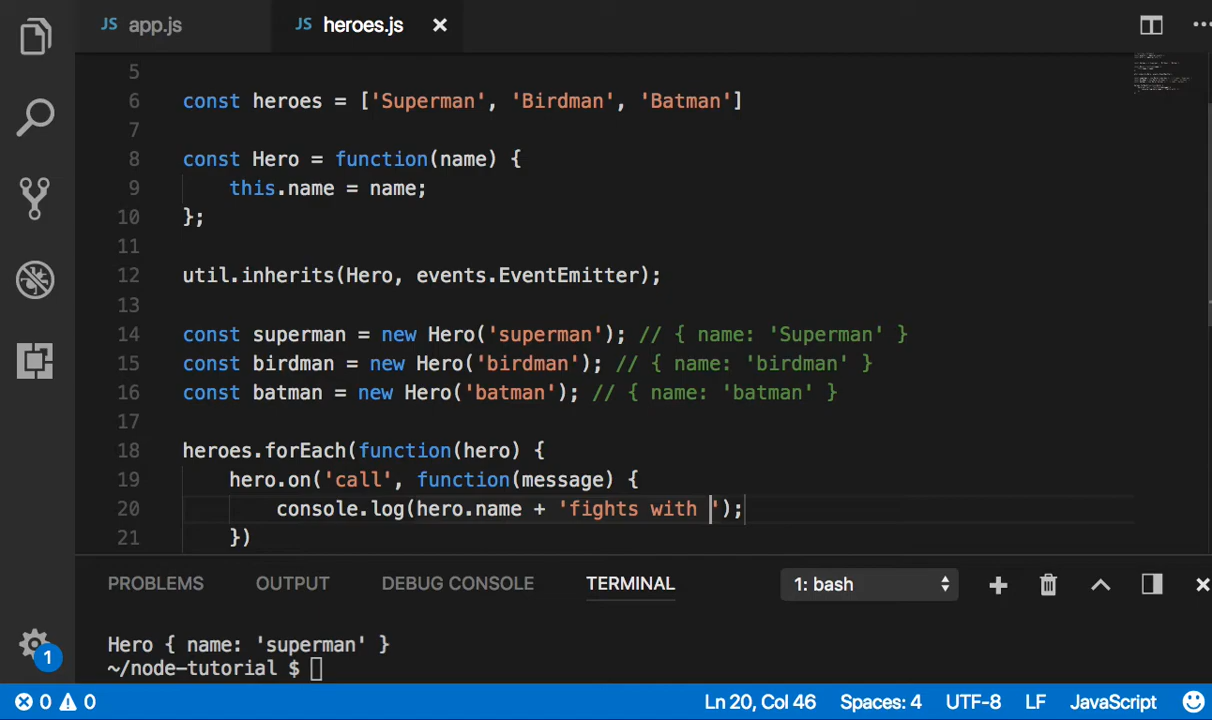 JS app.js JS heroes.js ×
5
6 const heroes = ['Superman', 'Birdman', 'Batman']
7
8 const Hero = function(name) {
9 this.name = name;
10 };
11
12 util.inherits(Hero, events.EventEmitter);
13
14 const superman = new Hero('superman'); // { name: 'Superman' }
15 const birdman = new Hero('birdman'); // { name: 'birdman' }
16 const batman = new Hero('batman'); // { name: 'batman' }
17
18 heroes.forEach(function(hero) {
19 hero.on('call', function(message) {
20 console.log(hero.name + 'fights with ');
21 })
PROBLEMS OUTPUT DEBUG CONSOLE TERMINAL 1: bash
Hero { name: 'superman' }
~/node-tutorial $
1
0 0 Ln 20, Col 46 Spaces: 4 UTF-8 LF JavaScript